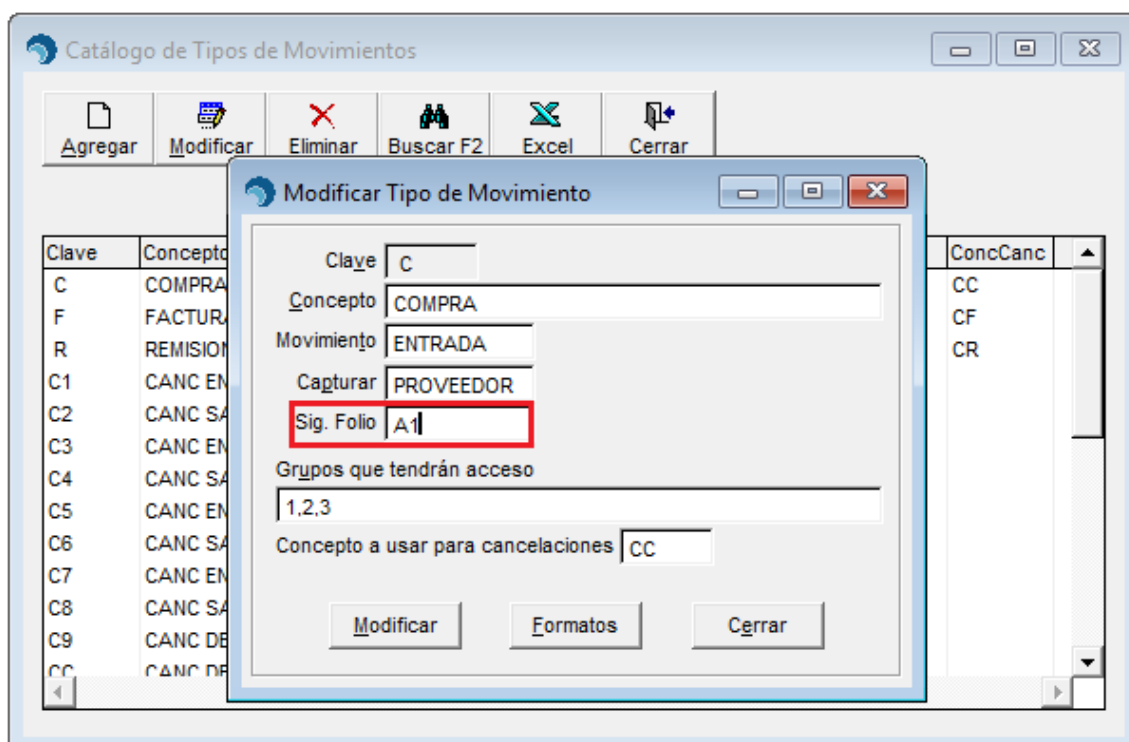 Catálogo de Tipos de Movimientos
Agregar Modificar Eliminar Buscar F2 Excel Cerrar
Modificar Tipo de Movimiento
Clave C
Concepto COMPRA
Movimiento ENTRADA
Capturar PROVEEDOR
Sig. Folio A1
Grupos que tendrán acceso
1,2,3
Concepto a usar para cancelaciones CC
Modificar Formatos Cerrar
Clave Concepto ConcCanc
C COMPRA CC
F FACTURA CF
R REMISION CR
C1 CANC EN
C2 CANC SA
C3 CANC EN
C4 CANC SA
C5 CANC EN
C6 CANC SA
C7 CANC EN
C8 CANC SA
C9 CANC DE
CC CANC DE